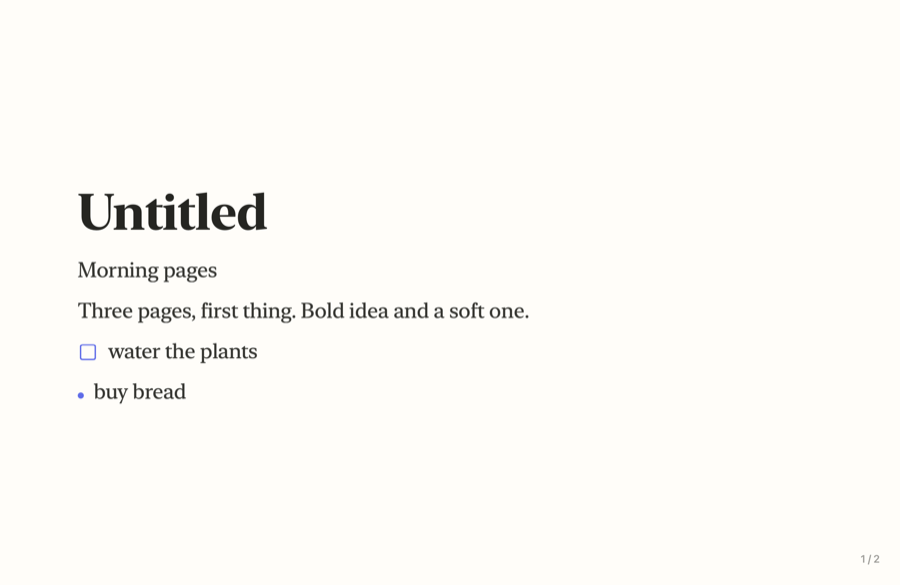 Untitled
Morning pages
Three pages, first thing. Bold idea and a soft one.
water the plants
buy bread
1 / 2